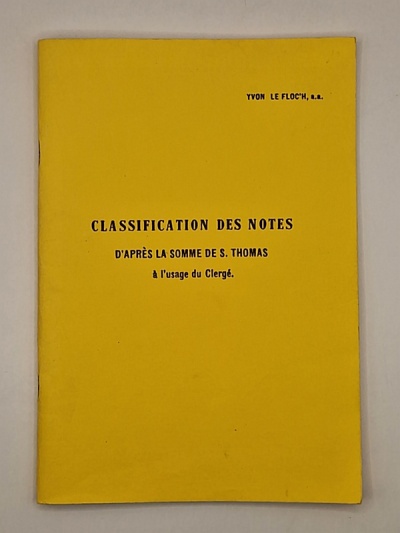 YVON LE FLOC'H, a.a.
CLASSIFICATION DES NOTES
D'APRÈS LA SOMME DE S. THOMAS
à l'usage du Clergé.